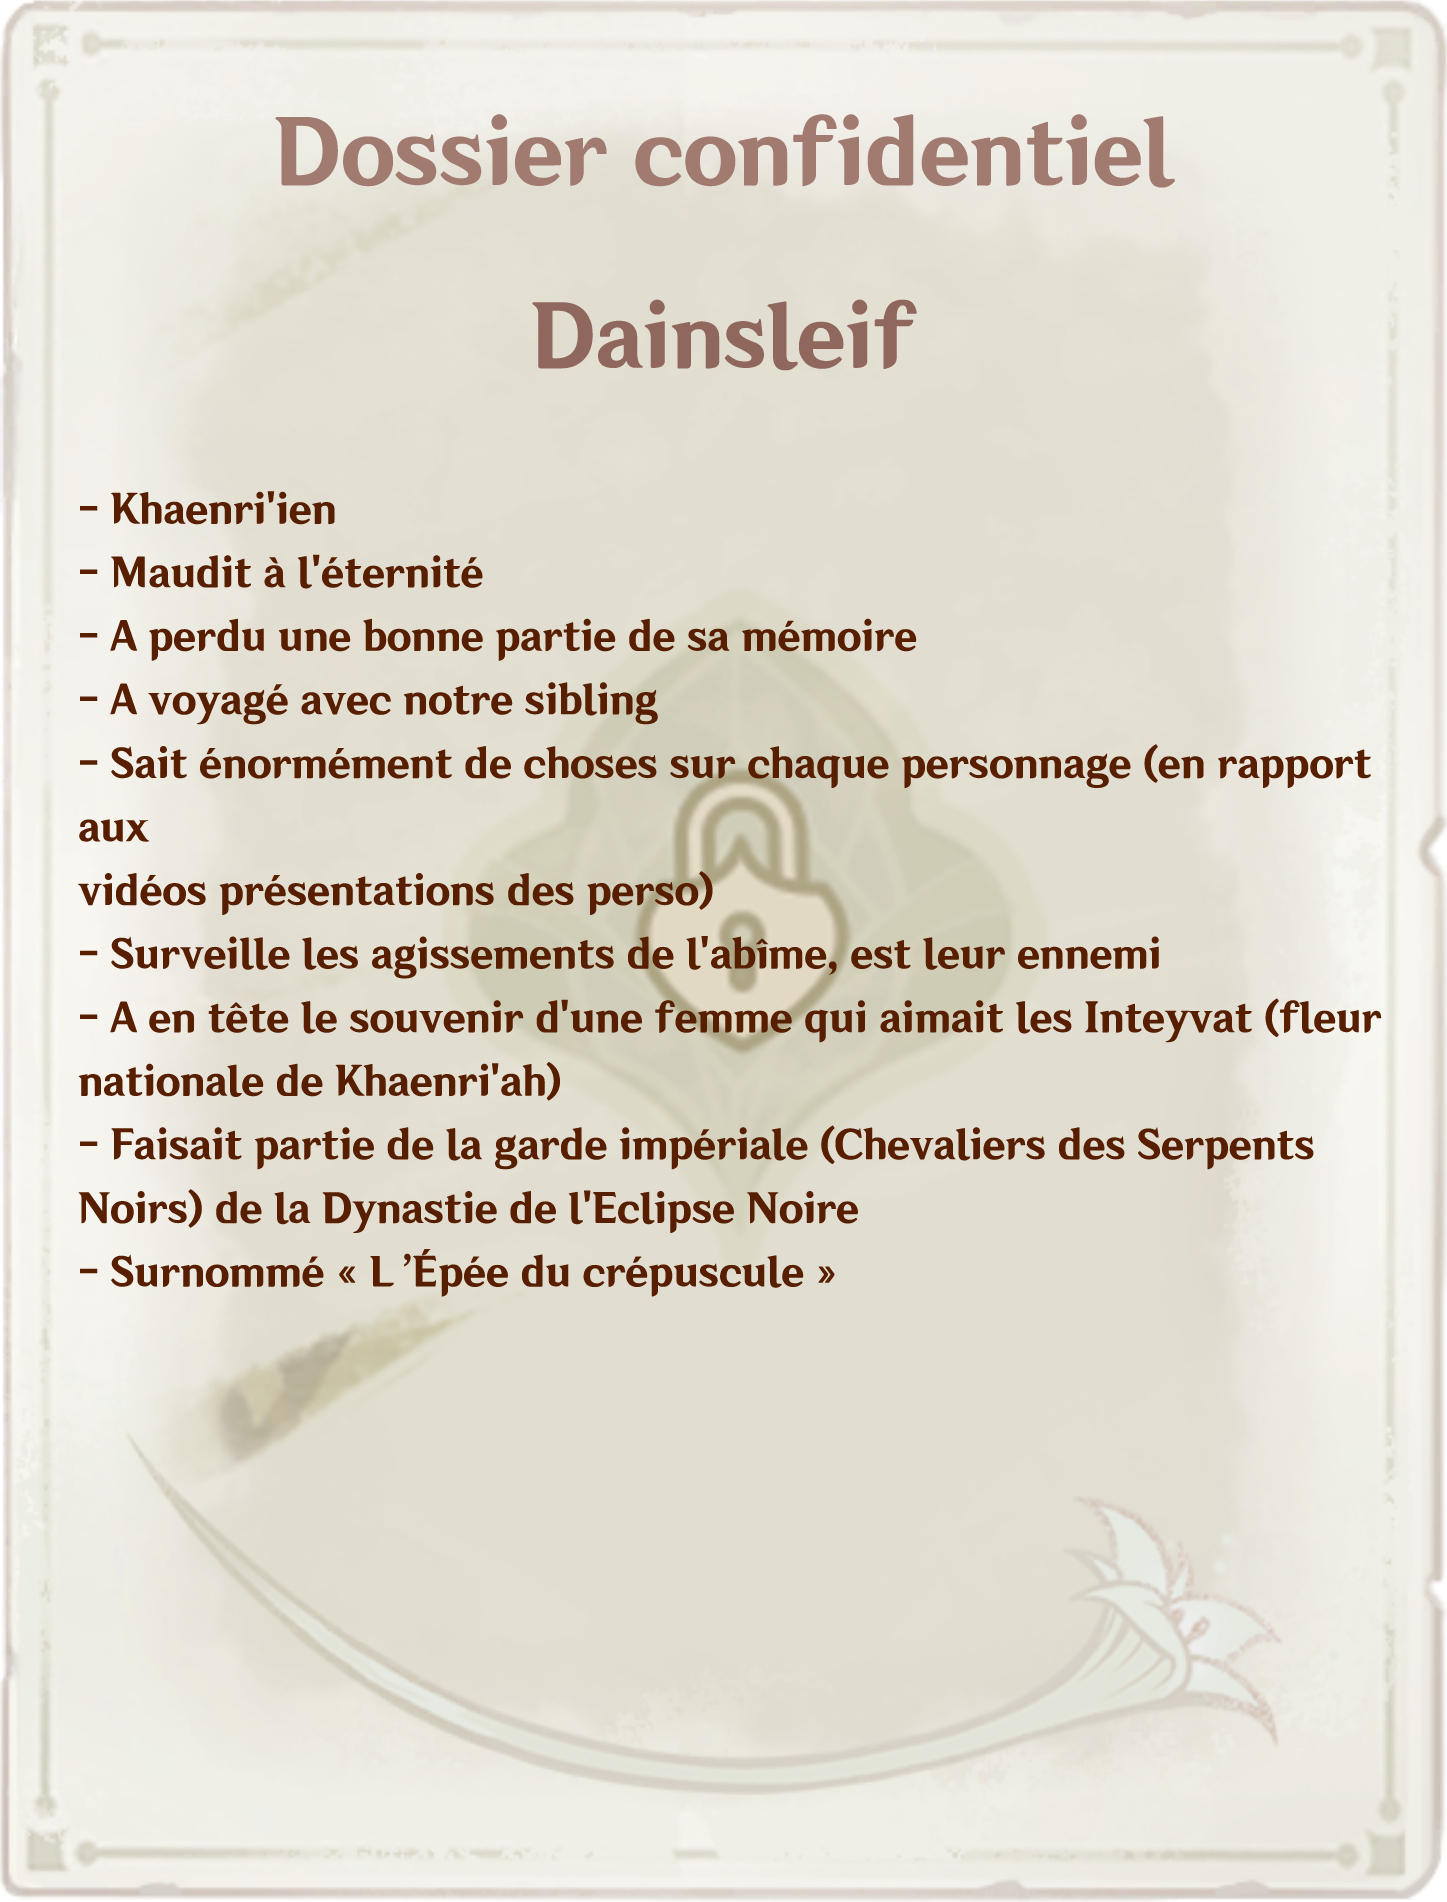 Dossier confidentiel
Dainsleif
- Khaenri'ien
- Maudit à l'éternité
- A perdu une bonne partie de sa mémoire
- A voyagé avec notre sibling
- Sait énormément de choses sur chaque personnage (en rapport
aux
vidéos présentations des perso)
- Surveille les agissements de l'abîme, est leur ennemi
- A en tête le souvenir d'une femme qui aimait les Inteyvat (fleur
nationale de Khaenri'ah)
- Faisait partie de la garde impériale (Chevaliers des Serpents
Noirs) de la Dynastie de l'Eclipse Noire
- Surnommé « L ’Épée du crépuscule »